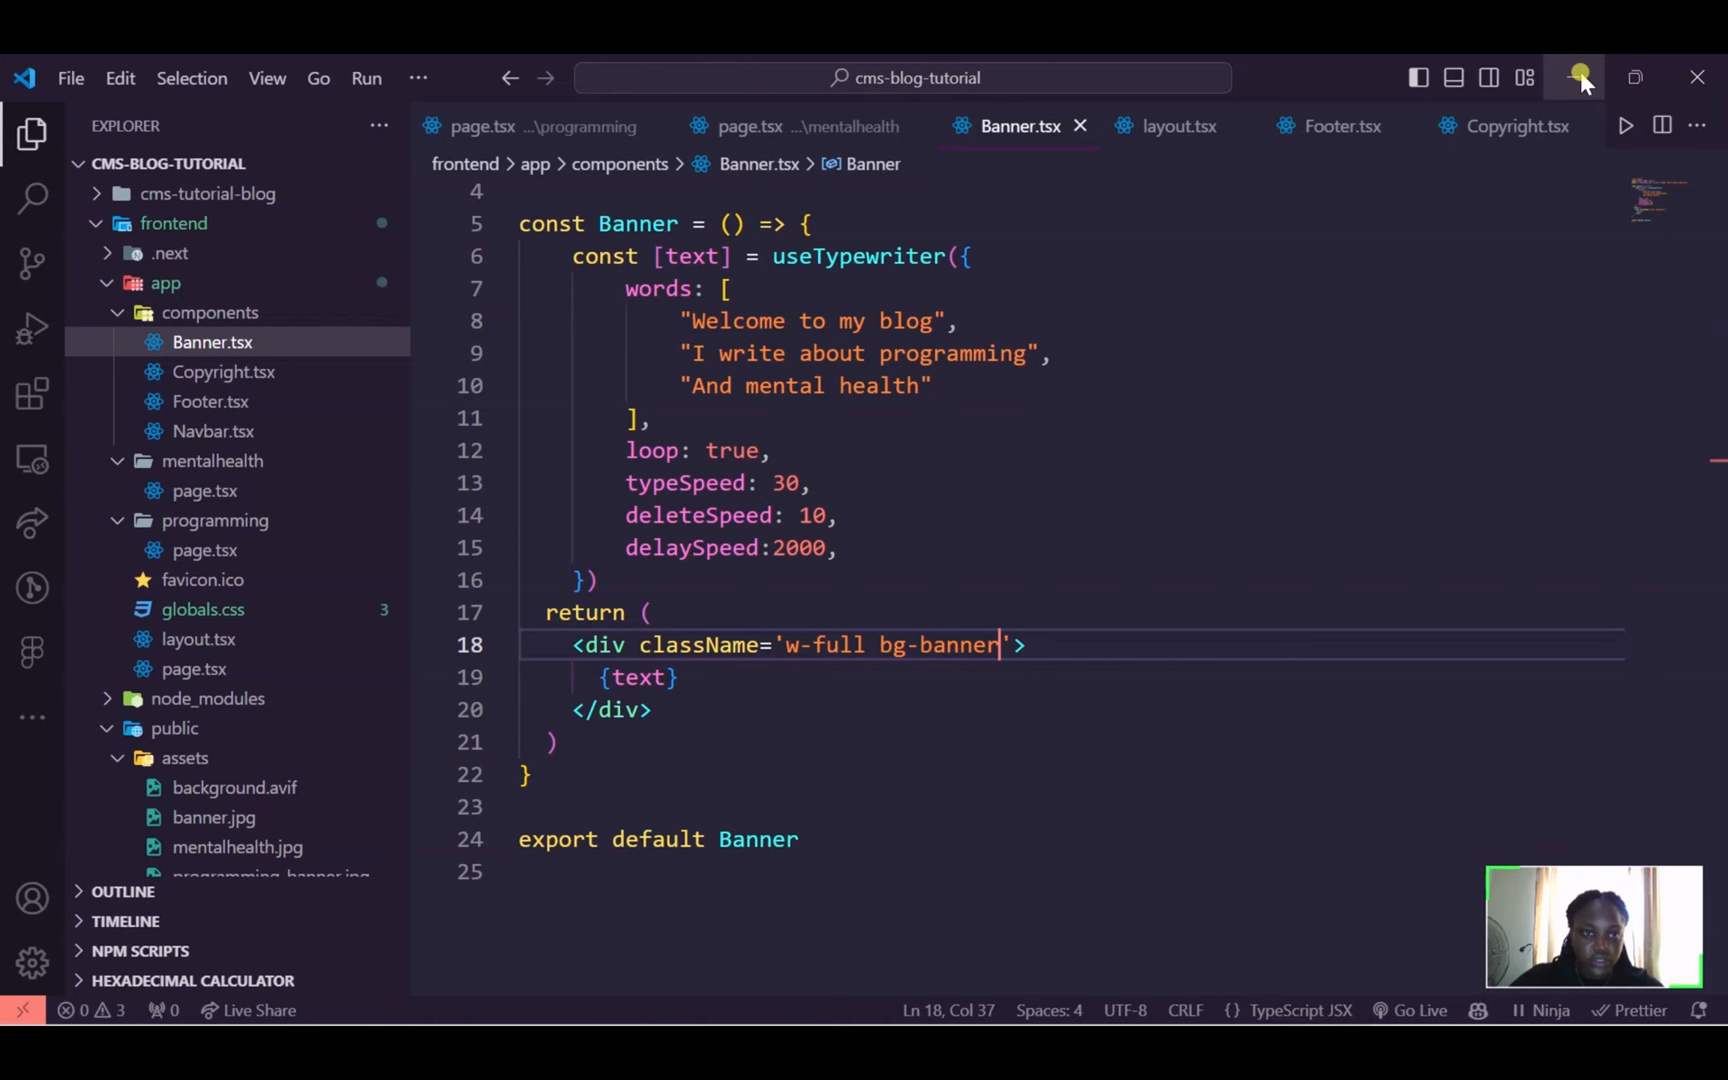 File Edit Selection View Go Run ··· cms-blog-tutorial
EXPLORER ···
page.tsx ...\programming page.tsx ...\mentalhealth Banner.tsx layout.tsx Footer.tsx Copyright.tsx ···
CMS-BLOG-TUTORIAL
cms-tutorial-blog
frontend
.next
app
components
Banner.tsx
Copyright.tsx
Footer.tsx
Navbar.tsx
mentalhealth
page.tsx
programming
page.tsx
favicon.ico
globals.css 3
layout.tsx
page.tsx
node_modules
public
assets
background.avif
banner.jpg
mentalhealth.jpg
programming-banner.jpg
OUTLINE
TIMELINE
NPM SCRIPTS
HEXADECIMAL CALCULATOR
frontend > app > components > Banner.tsx > Banner
4
5 const Banner = () => {
6 const [text] = useTypewriter({
7 words: [
8 "Welcome to my blog",
9 "I write about programming",
10 "And mental health"
11 ],
12 loop: true,
13 typeSpeed: 30,
14 deleteSpeed: 10,
15 delaySpeed:2000,
16 })
17 return (
18 <div className='w-full bg-banner'>
19 {text}
20 </div>
21 )
22 }
23
24 export default Banner
25
0 3 0 Live Share Ln 18, Col 37 Spaces: 4 UTF-8 CRLF {} TypeScript JSX Go Live Ninja Prettier